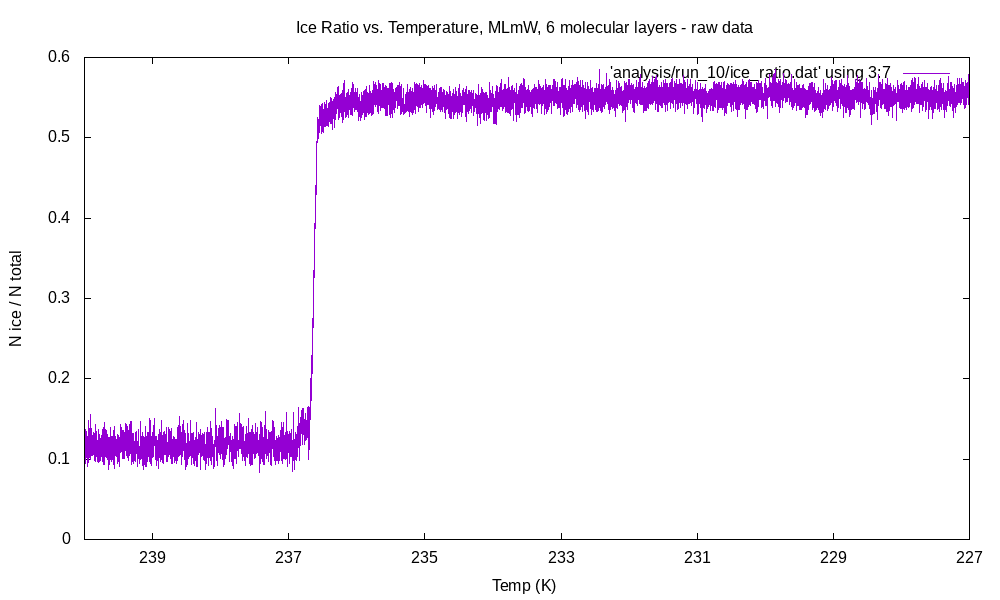 Ice Ratio vs. Temperature, MLmW, 6 molecular layers - raw data
0.6
'analysis/run_10/ice_ratio.dat' using 3:7
0.5
0.4
0.3
0.2
0.1
0
N ice / N total
239 237 235 233 231 229 227
Temp (K)